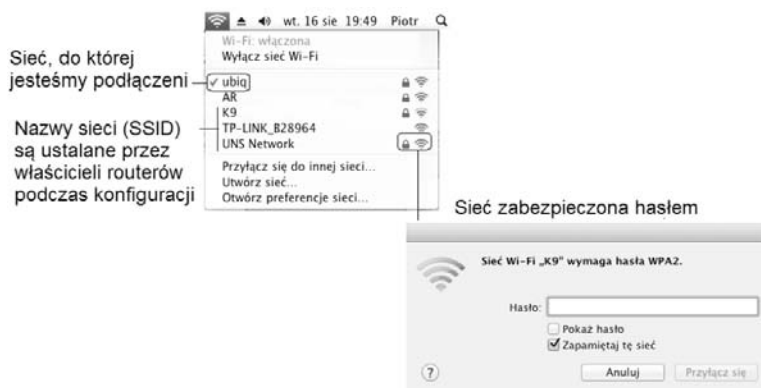 wt. 16 sie 19:49 Piotr
Wi-Fi: włączona
Wyłącz sieć Wi-Fi
Sieć, do której
jesteśmy podłączeni
✓ ubiq
AR
K9
TP-LINK_B28964
UNS Network
Nazwy sieci (SSID)
są ustalane przez
właścicieli routerów
podczas konfiguracji
Przyłącz się do innej sieci...
Utwórz sieć...
Otwórz preferencje sieci...
Sieć zabezpieczona hasłem
Sieć Wi-Fi „K9” wymaga hasła WPA2.
Hasło:
Pokaż hasło
Zapamiętaj tę sieć
? Anuluj Przyłącz się